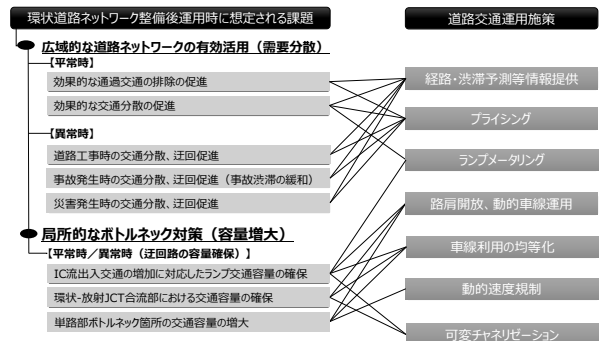 環状道路ネットワーク整備後運用時に想定される課題
道路交通運用施策
広域的な道路ネットワークの有効活用（需要分散）
【平常時】
効果的な通過交通の排除の促進
効果的な交通分散の促進
【異常時】
道路工事時の交通分散、迂回促進
事故発生時の交通分散、迂回促進（事故渋滞の緩和）
災害発生時の交通分散、迂回促進
局所的なボトルネック対策（容量増大）
【平常時／異常時（迂回路の容量確保）】
IC流出入交通の増加に対応したランプ交通容量の確保
環状-放射JCT合流部における交通容量の確保
単路部ボトルネック箇所の交通容量の増大
経路・渋滞予測等情報提供
プライシング
ランプメータリング
路肩開放、動的車線運用
車線利用の均等化
動的速度規制
可変チャネリゼーション